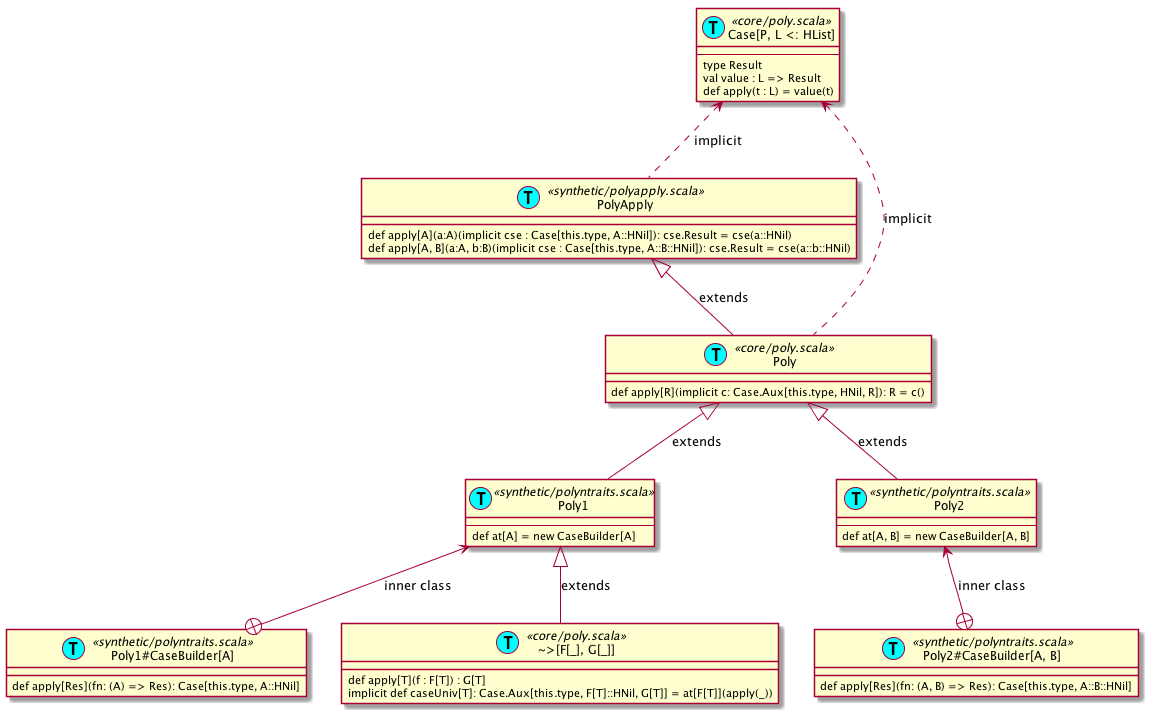 T
«core/poly.scala»
Case[P, L <: HList]
type Result
val value : L => Result
def apply(t : L) = value(t)
implicit
T
«synthetic/polyapply.scala»
PolyApply
def apply[A](a:A)(implicit cse : Case[this.type, A::HNil]): cse.Result = cse(a::HNil)
def apply[A, B](a:A, b:B)(implicit cse : Case[this.type, A::B::HNil]): cse.Result = cse(a::b::HNil)
implicit
extends
T
«core/poly.scala»
Poly
def apply[R](implicit c: Case.Aux[this.type, HNil, R]): R = c()
extends
extends
T
«synthetic/polyntraits.scala»
Poly1
def at[A] = new CaseBuilder[A]
T
«synthetic/polyntraits.scala»
Poly2
def at[A, B] = new CaseBuilder[A, B]
inner class
extends
inner class
T
«synthetic/polyntraits.scala»
Poly1#CaseBuilder[A]
def apply[Res](fn: (A) => Res): Case[this.type, A::HNil]
T
«core/poly.scala»
~>[F[_], G[_]]
def apply[T](f : F[T]) : G[T]
implicit def caseUniv[T]: Case.Aux[this.type, F[T]::HNil, G[T]] = at[F[T]](apply(_))
T
«synthetic/polyntraits.scala»
Poly2#CaseBuilder[A, B]
def apply[Res](fn: (A, B) => Res): Case[this.type, A::B::HNil]